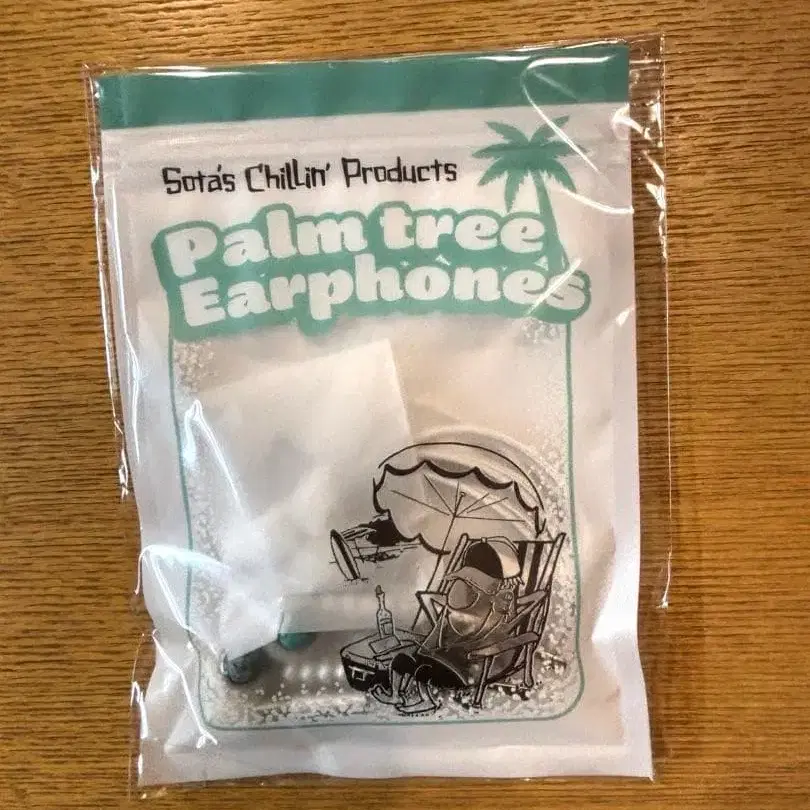 Sota's Chillin' Products
Palm tree
Earphones